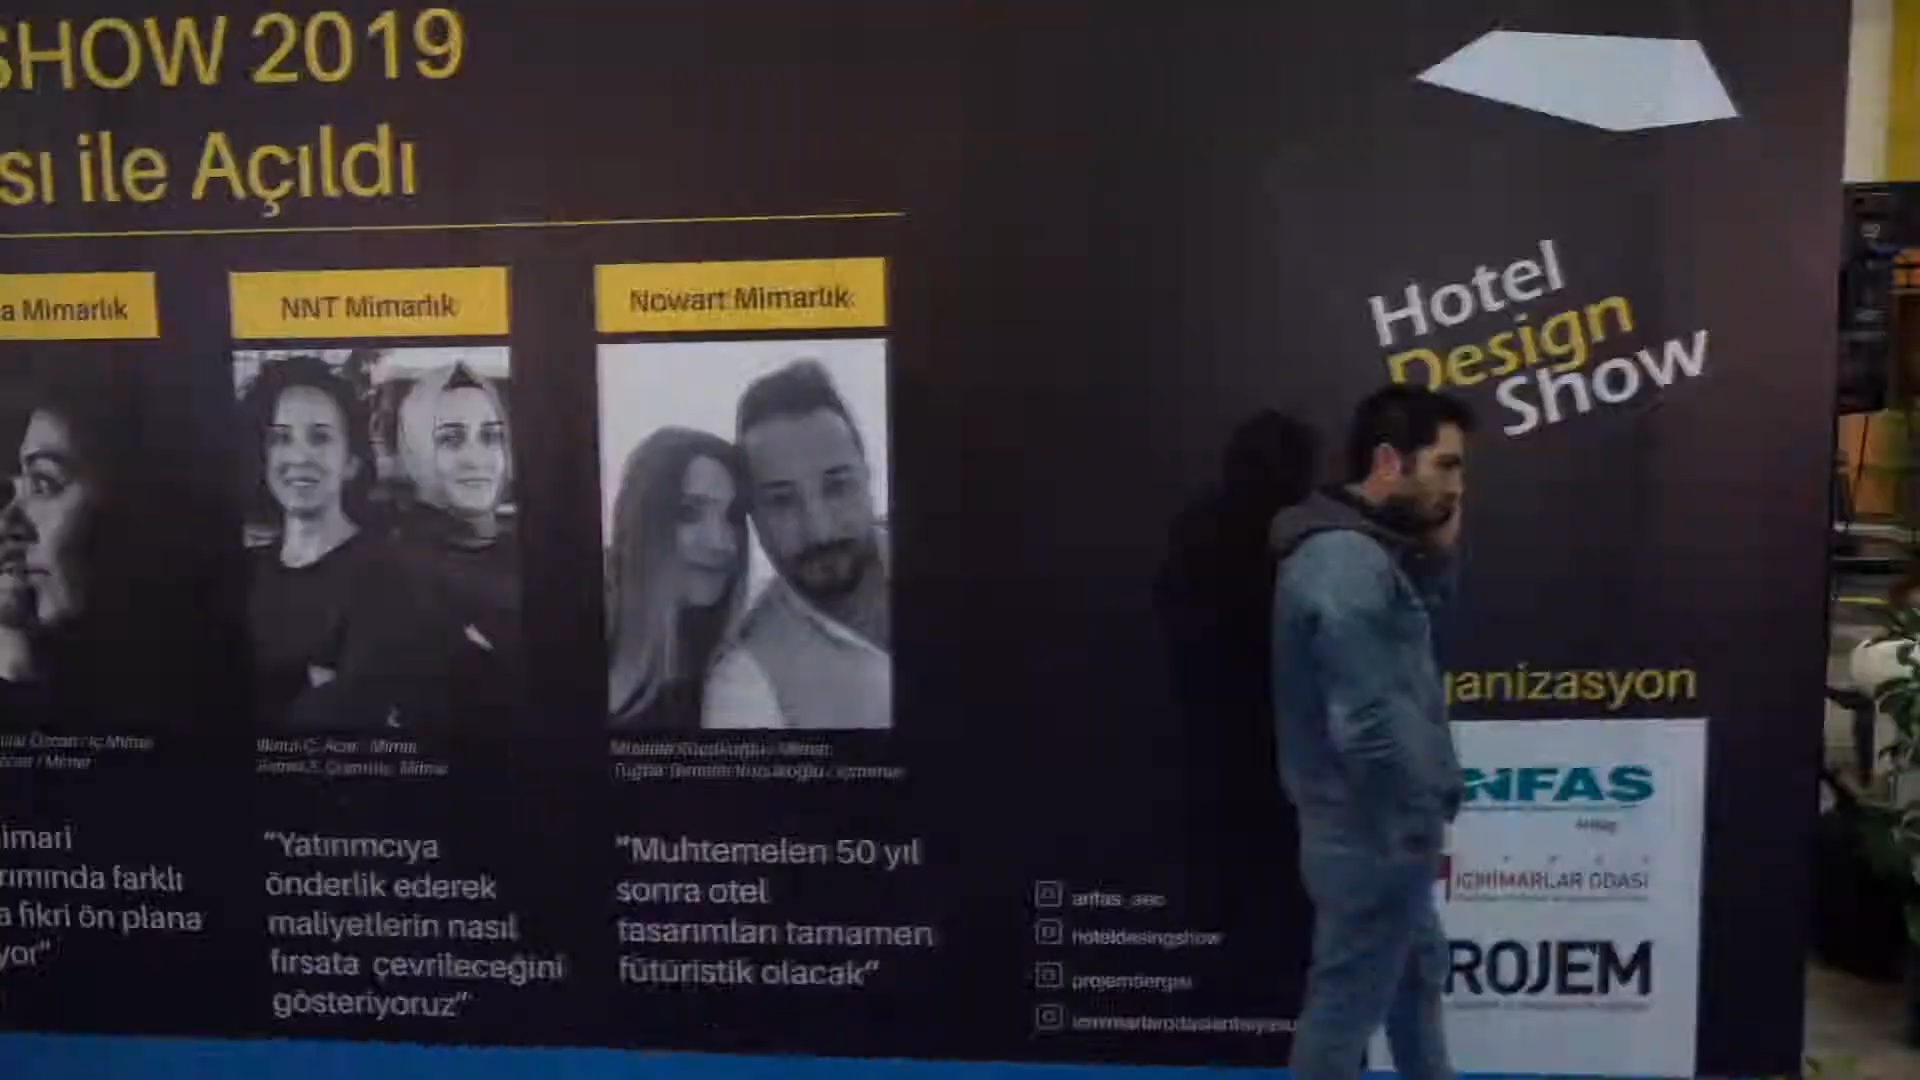 SHOW 2019
sı ile Açıldı
a Mimarlık
NNT Mimarlık
Nowart Mimarlık
Hotel
Design
Show
imari
rımında farklı
a fikri ön plana
yor"
"Yatırımcıya
önderlik ederek
maliyetlerin nasıl
fırsata çevrileceğini
gösteriyoruz"
"Muhtemelen 50 yıl
sonra otel
tasarımları tamamen
fütüristik olacak"
anfas_aec
hoteldesingshow
projemdergisi
ganizasyon
NFAS
İÇMİMARLAR ODASI
ROJEM